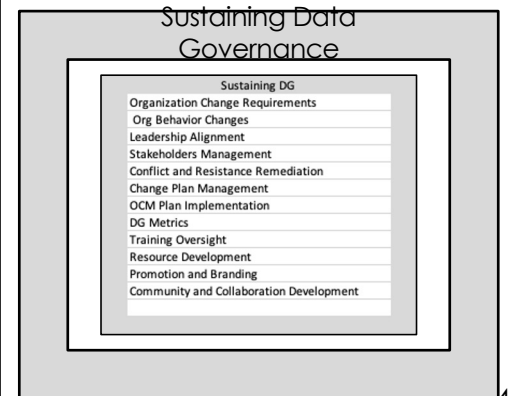 Sustaining Data
Governance
Sustaining DG
Organization Change Requirements
Org Behavior Changes
Leadership Alignment
Stakeholders Management
Conflict and Resistance Remediation
Change Plan Management
OCM Plan Implementation
DG Metrics
Training Oversight
Resource Development
Promotion and Branding
Community and Collaboration Development